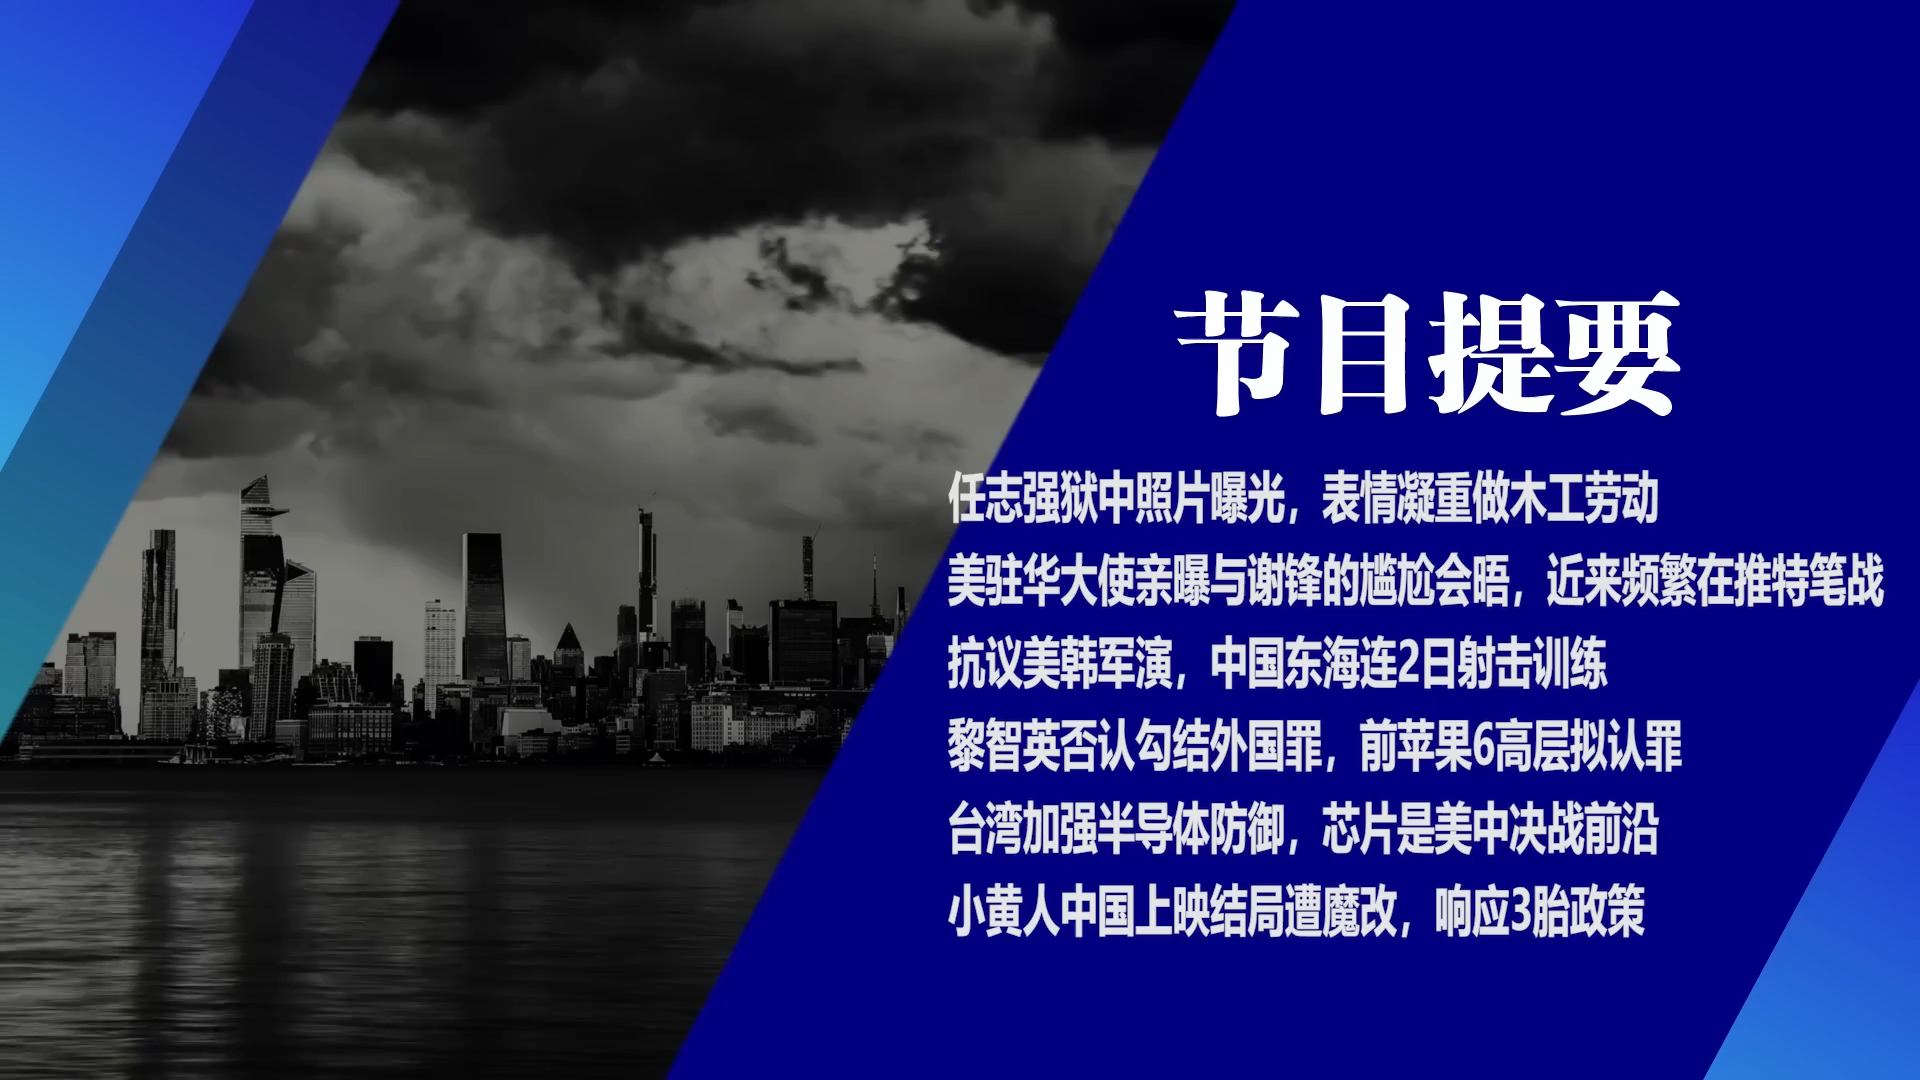 节目提要
任志强狱中照片曝光，表情凝重做木工劳动
美驻华大使亲曝与谢锋的尴尬会晤，近来频繁在推特笔战
抗议美韩军演，中国东海连2日射击训练
黎智英否认勾结外国罪，前苹果6高层拟认罪
台湾加强半导体防御，芯片是美中决战前沿
小黄人中国上映结局遭魔改，响应3胎政策